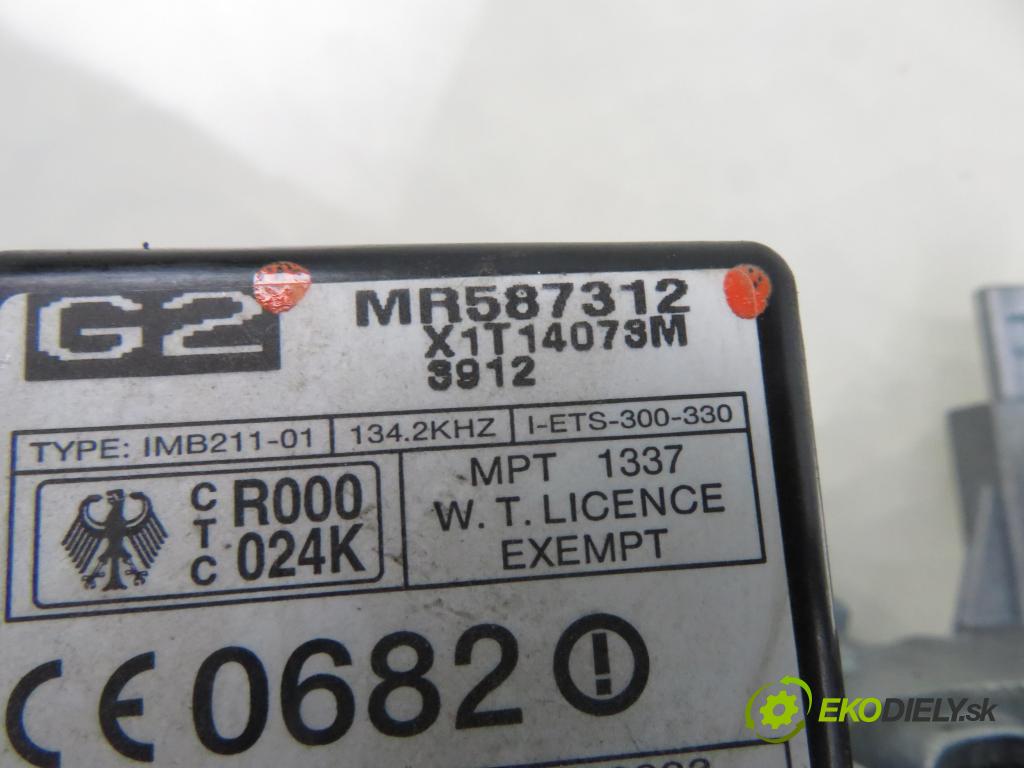 G2
MR587312
X1T14073M
3912
TYPE: IMB211-01 134.2KHZ I-ETS-300-330
CTC R000 024K
MPT 1337
W. T. LICENCE
EXEMPT
CE 0682
EKODIELY.sk